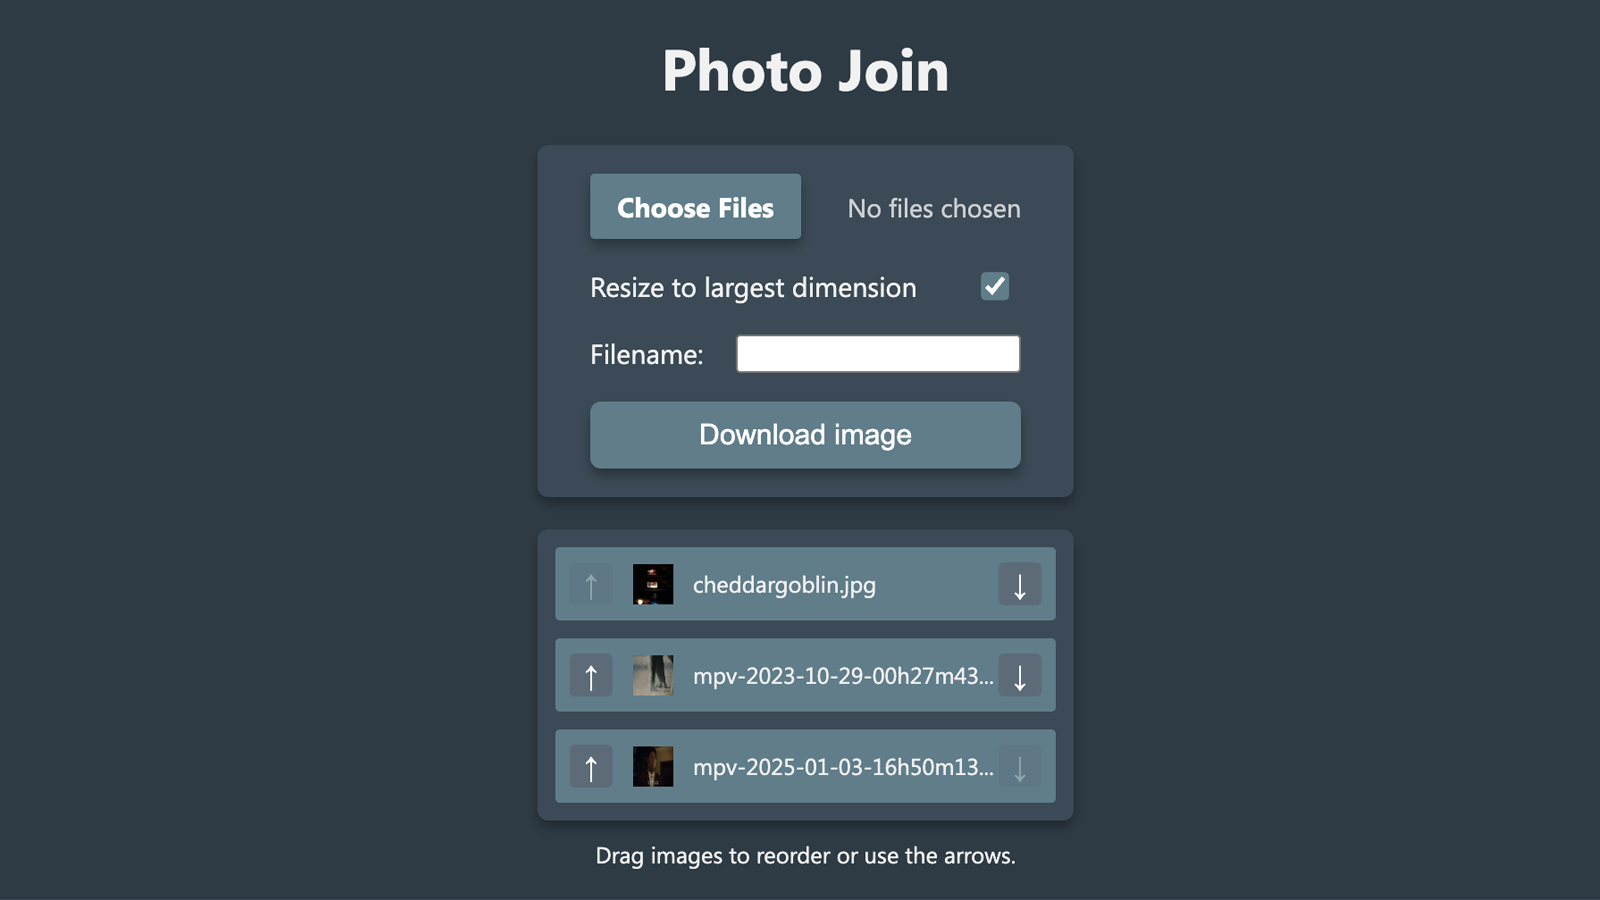 Photo Join
Choose Files No files chosen
Resize to largest dimension
Filename:
Download image
↑ cheddargoblin.jpg ↓
↑ mpv-2023-10-29-00h27m43... ↓
↑ mpv-2025-01-03-16h50m13... ↓
Drag images to reorder or use the arrows.